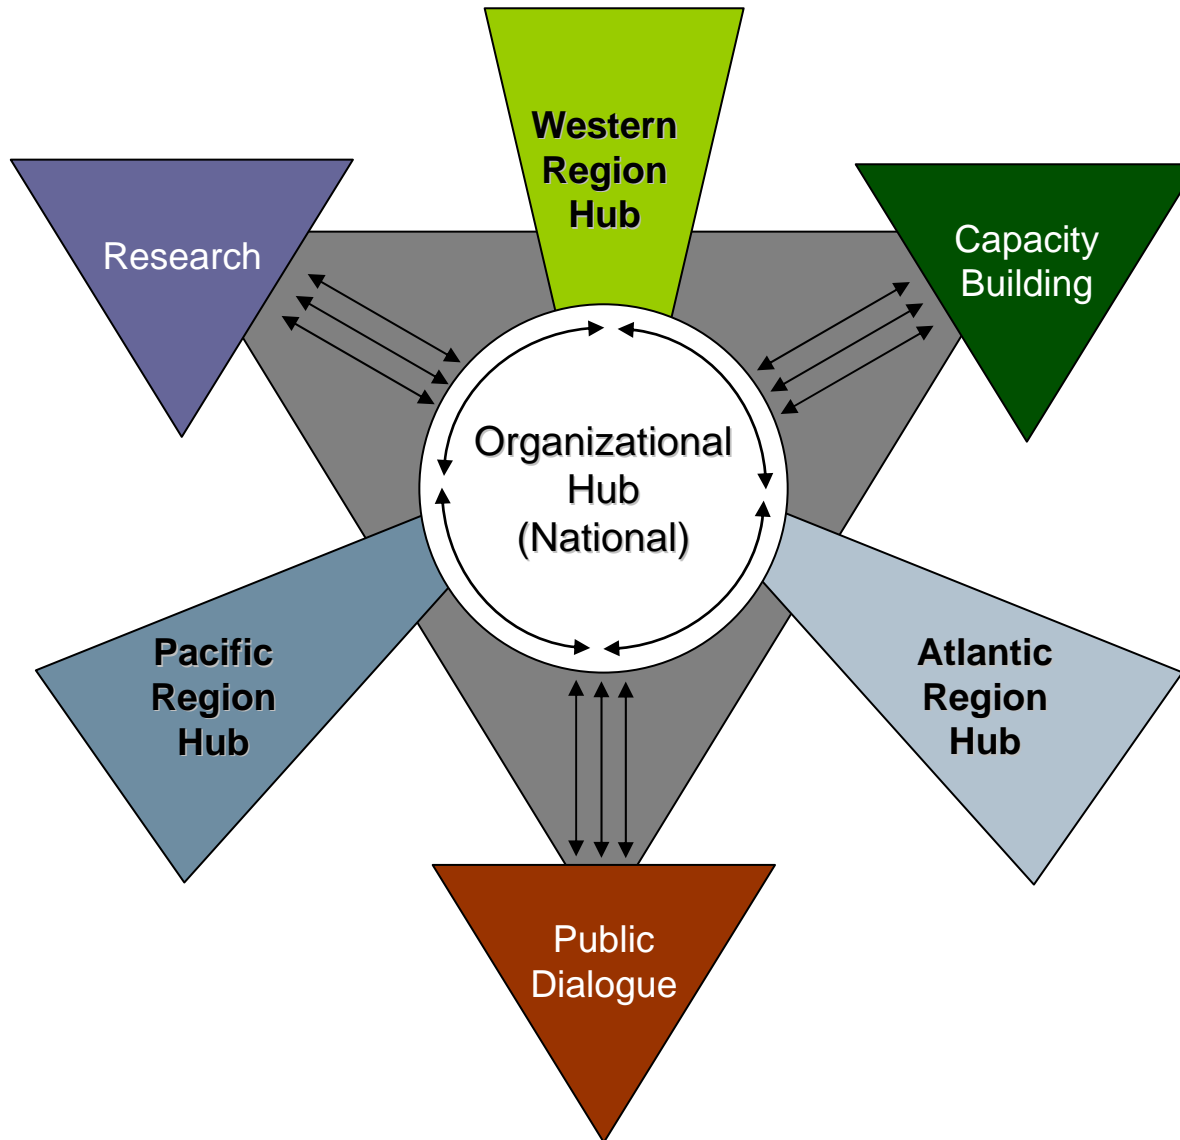 Western
Region
Hub
Research
Capacity
Building
Organizational
Hub
(National)
Pacific
Region
Hub
Atlantic
Region
Hub
Public
Dialogue